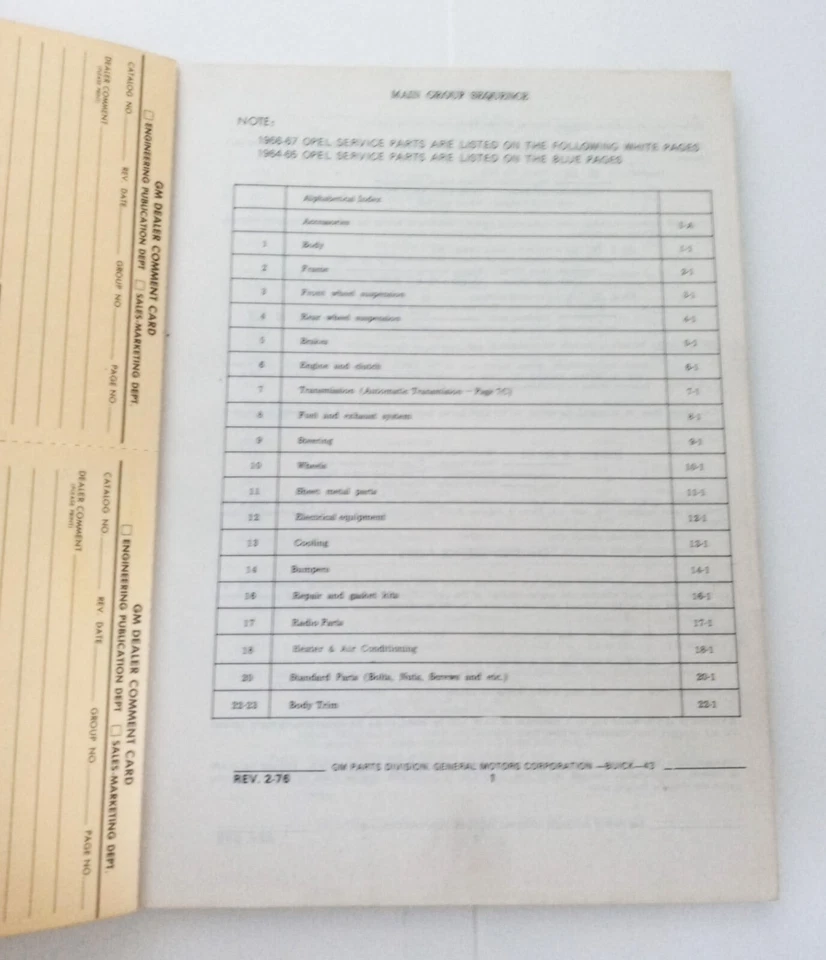 MAIN GROUP SEQUENCE
NOTE:
1966-67 OPEL SERVICE PARTS ARE LISTED ON THE FOLLOWING WHITE PAGES
1964-65 OPEL SERVICE PARTS ARE LISTED ON THE BLUE PAGES
Alphabetical Index
Accessories
1 Body 1-1
2 Frame 2-1
3 Front wheel suspension 3-1
4 Rear wheel suspension 4-1
5 Brakes 5-1
6 Engine and clutch 6-1
7 Transmission (Automatic Transmission - Page 7C) 7-1
8 Fuel and exhaust system 8-1
9 Steering 9-1
10 Wheels 10-1
11 Sheet metal parts 11-1
12 Electrical equipment 12-1
13 Cooling 13-1
14 Bumpers 14-1
16 Repair and gasket kits 16-1
17 Radio Parts 17-1
18 Heater & Air Conditioning 18-1
20 Standard Parts (Bolts, Nuts, Screws and etc.) 20-1
22-23 Body Trim 22-1
GM PARTS DIVISION, GENERAL MOTORS CORPORATION —BUICK—43
REV. 2-76 1
GM DEALER COMMENT CARD
☐ ENGINEERING PUBLICATION DEPT ☐ SALES-MARKETING DEPT.
CATALOG NO. REV. DATE GROUP NO. PAGE NO.
DEALER COMMENT
(PLEASE PRINT)
GM DEALER COMMENT CARD
☐ ENGINEERING PUBLICATION DEPT ☐ SALES-MARKETING DEPT.
CATALOG NO. REV. DATE GROUP NO. PAGE NO.
DEALER COMMENT
(PLEASE PRINT)